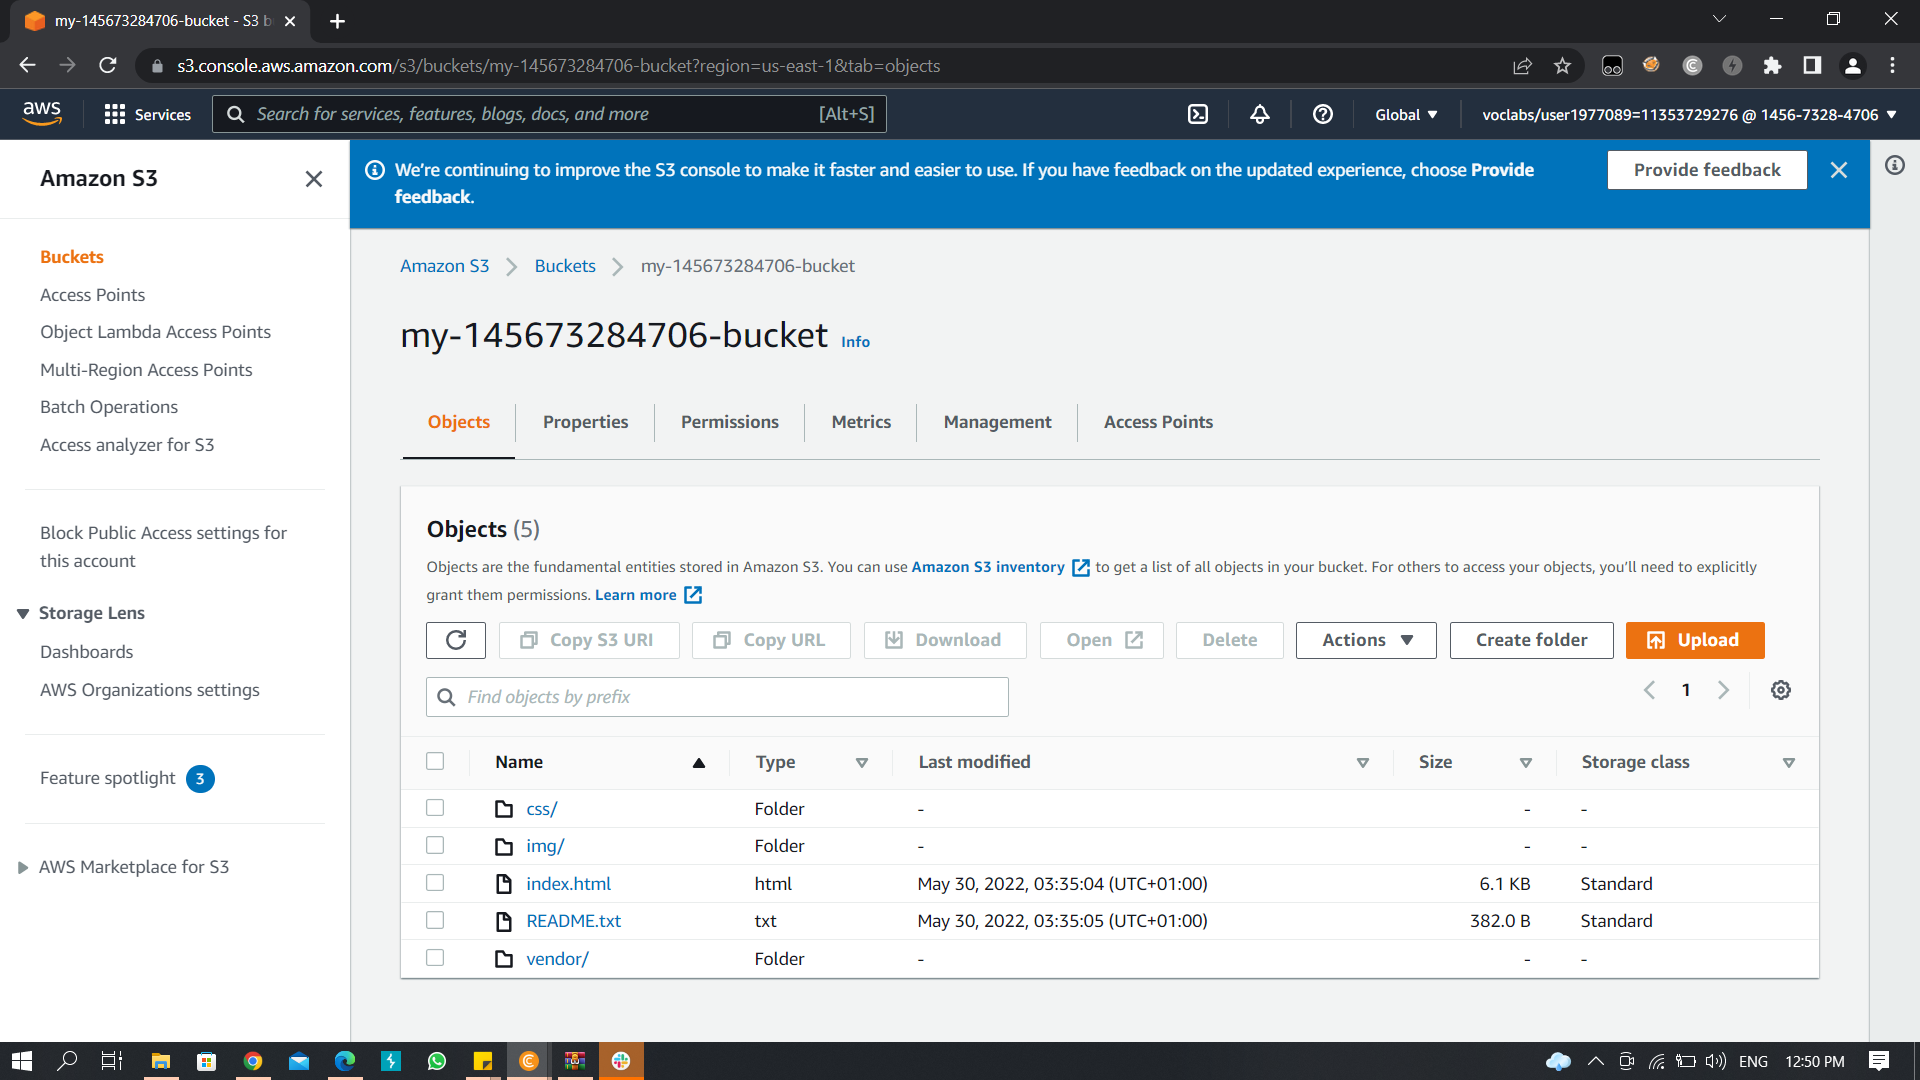 my-145673284706-bucket - S3 b
s3.console.aws.amazon.com/s3/buckets/my-145673284706-bucket?region=us-east-1&tab=objects
aws
Services
Search for services, features, blogs, docs, and more
[Alt+S]
Global
voclabs/user1977089=11353729276 @ 1456-7328-4706
Amazon S3
Buckets
Access Points
Object Lambda Access Points
Multi-Region Access Points
Batch Operations
Access analyzer for S3
Block Public Access settings for
this account
Storage Lens
Dashboards
AWS Organizations settings
Feature spotlight 3
AWS Marketplace for S3
We're continuing to improve the S3 console to make it faster and easier to use. If you have feedback on the updated experience, choose Provide
feedback.
Provide feedback
Amazon S3 Buckets my-145673284706-bucket
my-145673284706-bucket Info
Objects Properties Permissions Metrics Management Access Points
Objects (5)
Objects are the fundamental entities stored in Amazon S3. You can use Amazon S3 inventory to get a list of all objects in your bucket. For others to access your objects, you'll need to explicitly
grant them permissions. Learn more
Copy S3 URI Copy URL Download Open Delete Actions Create folder Upload
Find objects by prefix
1
Name Type Last modified Size Storage class
css/ Folder - - -
img/ Folder - - -
index.html html May 30, 2022, 03:35:04 (UTC+01:00) 6.1 KB Standard
README.txt txt May 30, 2022, 03:35:05 (UTC+01:00) 382.0 B Standard
vendor/ Folder - - -
ENG 12:50 PM